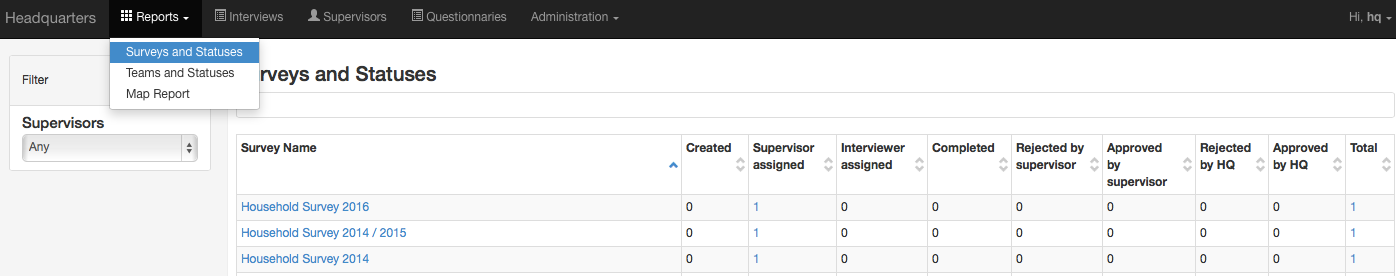 Headquarters Reports Interviews Supervisors Questionnaries Administration Hi, hq
Surveys and Statuses
Teams and Statuses
Map Report
Filter
Supervisors
Any
rveys and Statuses
Survey Name Created Supervisor assigned Interviewer assigned Completed Rejected by supervisor Approved by supervisor Rejected by HQ Approved by HQ Total
Household Survey 2016 0 1 0 0 0 0 0 0 1
Household Survey 2014 / 2015 0 1 0 0 0 0 0 0 1
Household Survey 2014 0 1 0 0 0 0 0 0 1